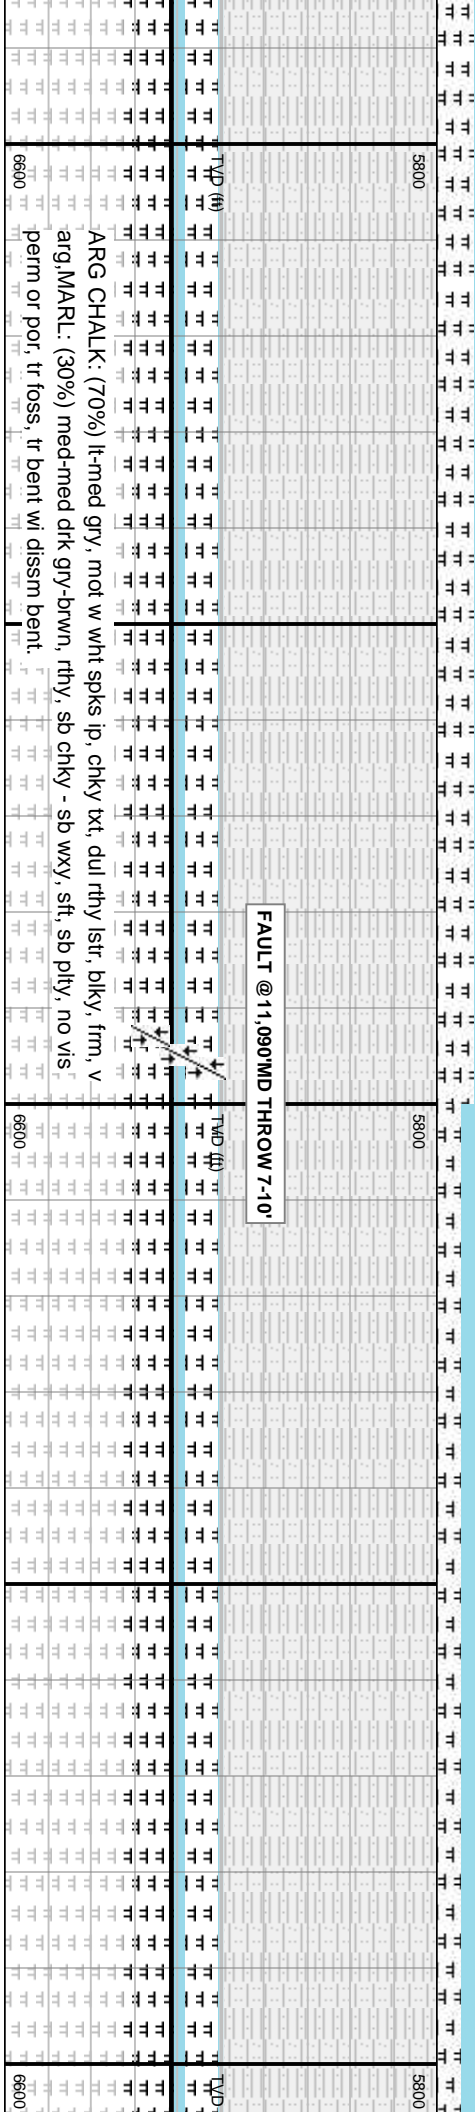 5800
TVD (ft)
6600
ARG CHALK: (70%) lt-med gry, mot w wht spks ip, chky txt, dul rthy lstr, blky, frm, v
arg,MARL: (30%) med-med drk gry-brwn, rthy, sb chky - sb wxy, sft, sb plty, no vis
perm or por, tr foss, tr bent wi dissm bent.
FAULT @ 11,090'MD THROW 7-10'
5800
TVD (ft)
6600
5800
TVD
6600